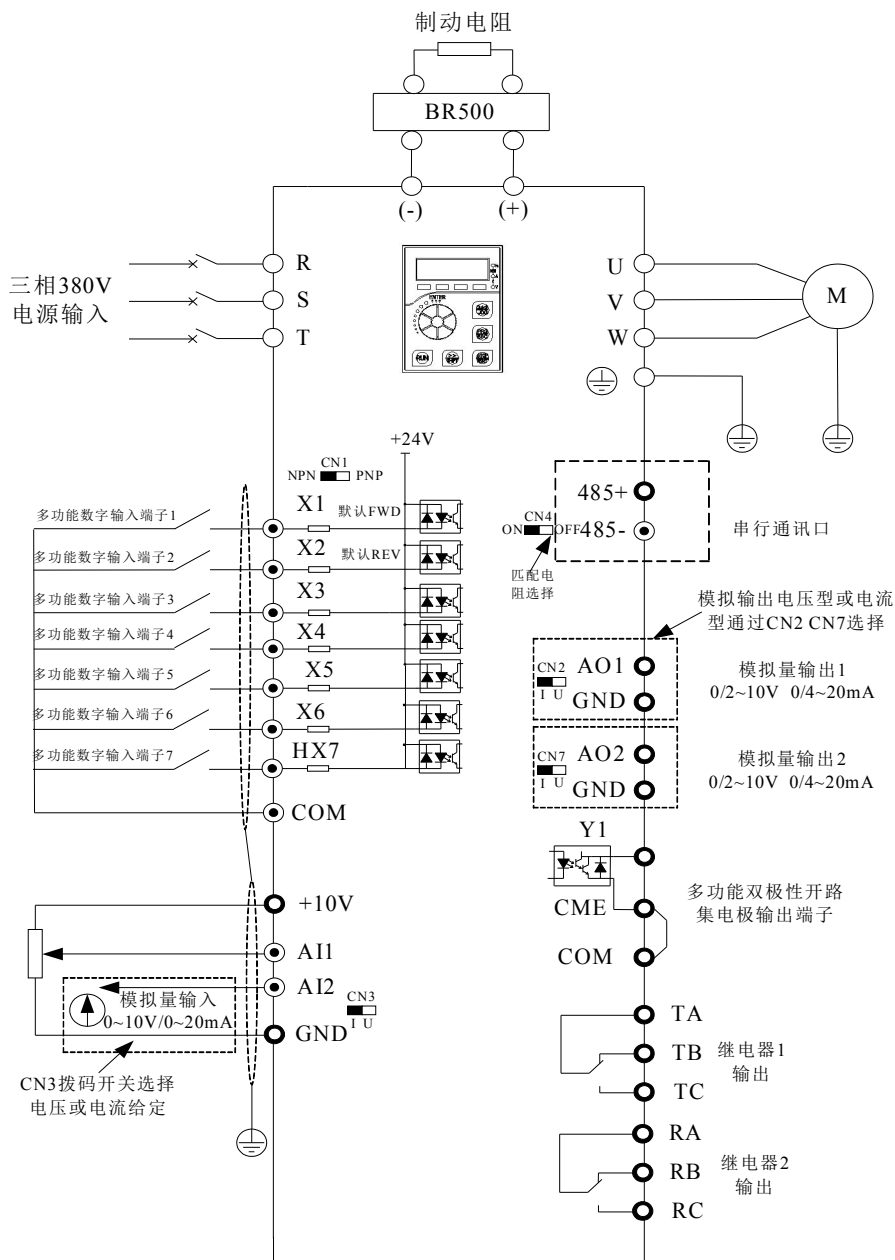 制动电阻
BR500
(-) (+)
三相380V
电源输入
R
S
T
ENTER
RUN
U
V
W
M
+24V
CN1
NPN PNP
多功能数字输入端子1
X1
默认FWD
多功能数字输入端子2
X2
默认REV
多功能数字输入端子3
X3
多功能数字输入端子4
X4
多功能数字输入端子5
X5
多功能数字输入端子6
X6
多功能数字输入端子7
HX7
COM
+10V
AI1
AI2
模拟量输入
0~10V/0~20mA
GND
CN3
I U
CN3拨码开关选择
电压或电流给定
485+
CN4
ON OFF
485-
串行通讯口
匹配电
阻选择
模拟输出电压型或电流
型通过CN2 CN7选择
CN2
I U
AO1
GND
模拟量输出1
0/2~10V 0/4~20mA
CN7
I U
AO2
GND
模拟量输出2
0/2~10V 0/4~20mA
Y1
CME
COM
多功能双极性开路
集电极输出端子
TA
TB
TC
继电器1
输出
RA
RB
RC
继电器2
输出